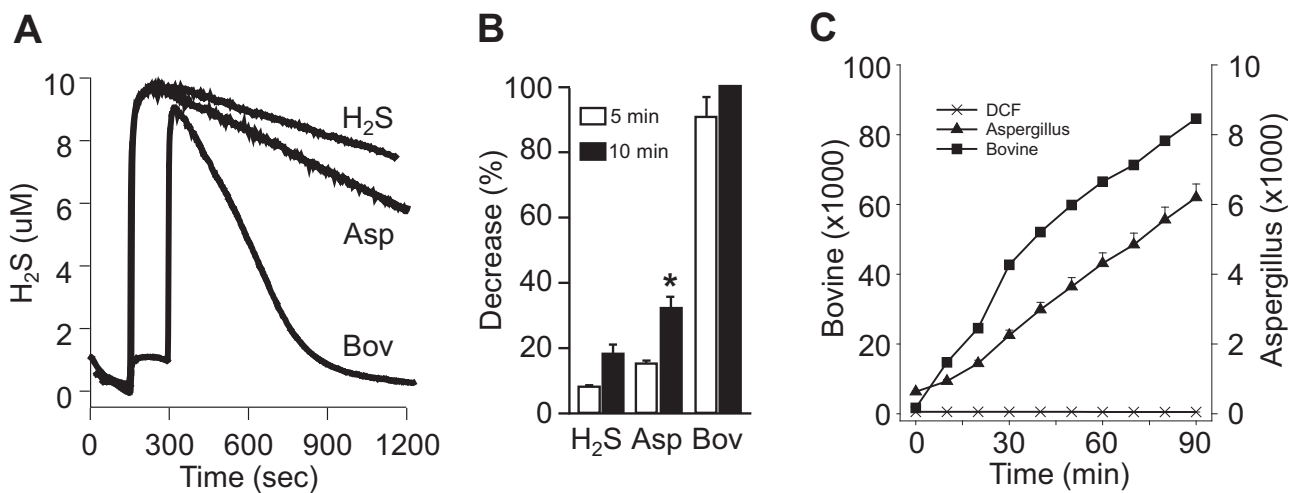 A
H₂S (uM)
10
8
6
4
2
0
H₂S
Asp
Bov
0 300 600 900 1200
Time (sec)
B
Decrease (%)
100
80
60
40
20
0
5 min
10 min
*
H₂S Asp Bov
C
Bovine (x1000)
100
80
60
40
20
0
DCF
Aspergillus
Bovine
10
8
6
4
2
0
Aspergillus (x1000)
0 30 60 90
Time (min)